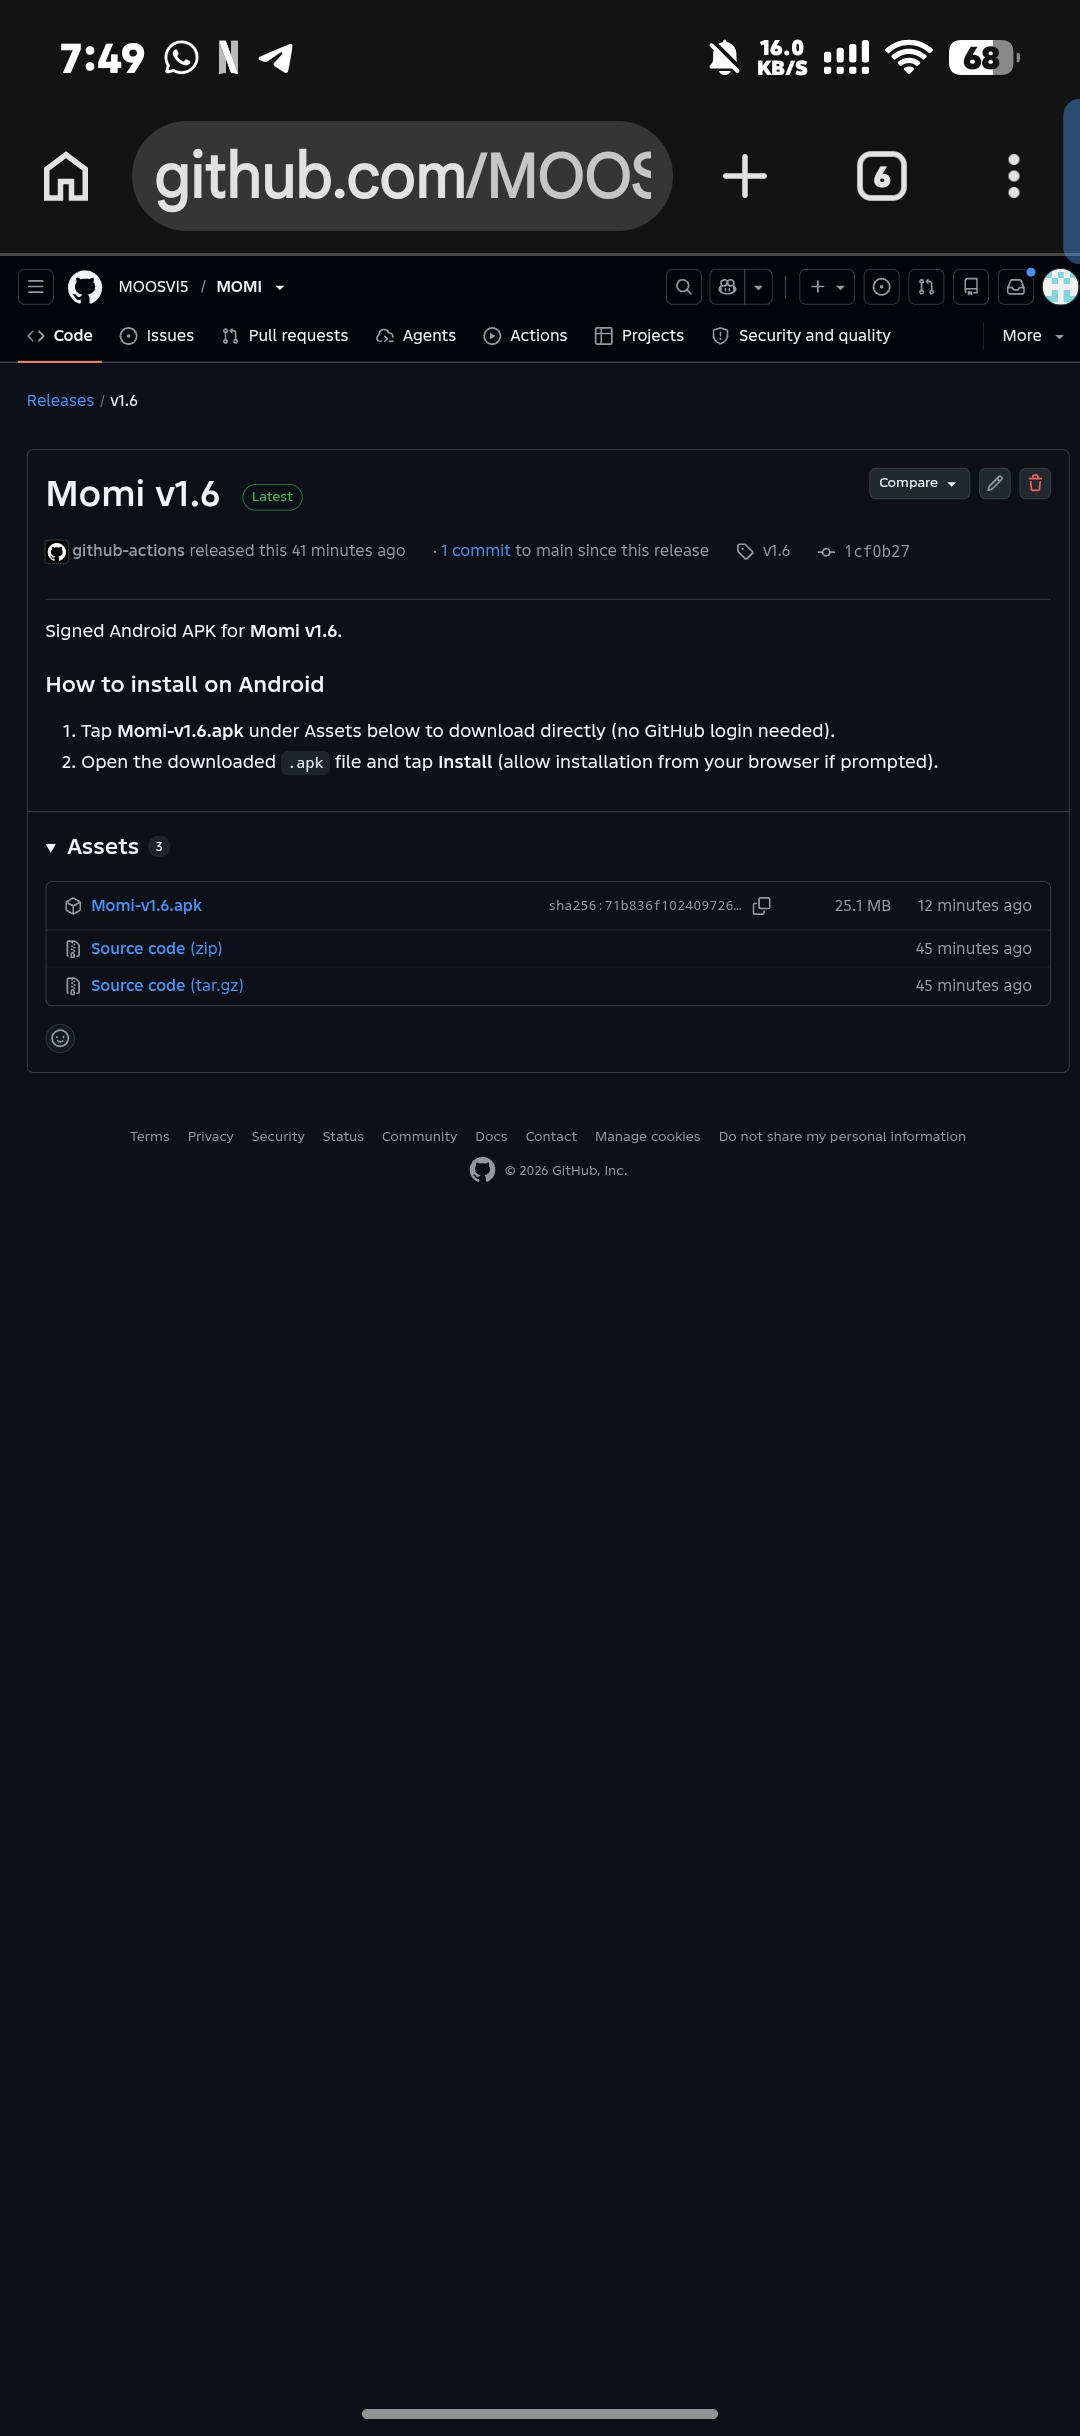 7:49
16.0
KB/S
68
github.com/MOOS
6
MOOSVI5 / MOMI
Code
Issues
Pull requests
Agents
Actions
Projects
Security and quality
More
Releases / v1.6
Momi v1.6
Latest
Compare
github-actions released this 41 minutes ago · 1 commit to main since this release v1.6 1cf0b27
Signed Android APK for Momi v1.6.
How to install on Android
1. Tap Momi-v1.6.apk under Assets below to download directly (no GitHub login needed).
2. Open the downloaded .apk file and tap Install (allow installation from your browser if prompted).
Assets 3
Momi-v1.6.apk sha256:71b836f102409726… 25.1 MB 12 minutes ago
Source code (zip) 45 minutes ago
Source code (tar.gz) 45 minutes ago
Terms Privacy Security Status Community Docs Contact Manage cookies Do not share my personal information
© 2026 GitHub, Inc.